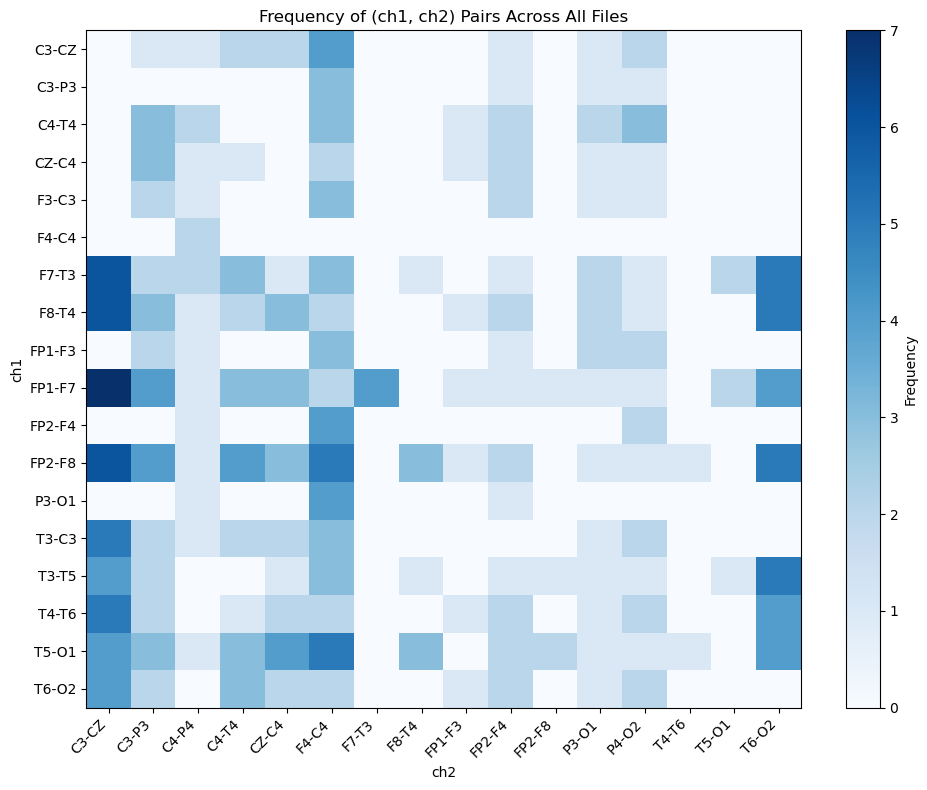 Frequency of (ch1, ch2) Pairs Across All Files
ch1
C3-CZ
C3-P3
C4-T4
CZ-C4
F3-C3
F4-C4
F7-T3
F8-T4
FP1-F3
FP1-F7
FP2-F4
FP2-F8
P3-O1
T3-C3
T3-T5
T4-T6
T5-O1
T6-O2
C3-CZ
C3-P3
C4-P4
C4-T4
CZ-C4
F4-C4
F7-T3
F8-T4
FP1-F3
FP2-F4
FP2-F8
P3-O1
P4-O2
T4-T6
T5-O1
T6-O2
ch2
7
6
5
4
3
2
1
0
Frequency